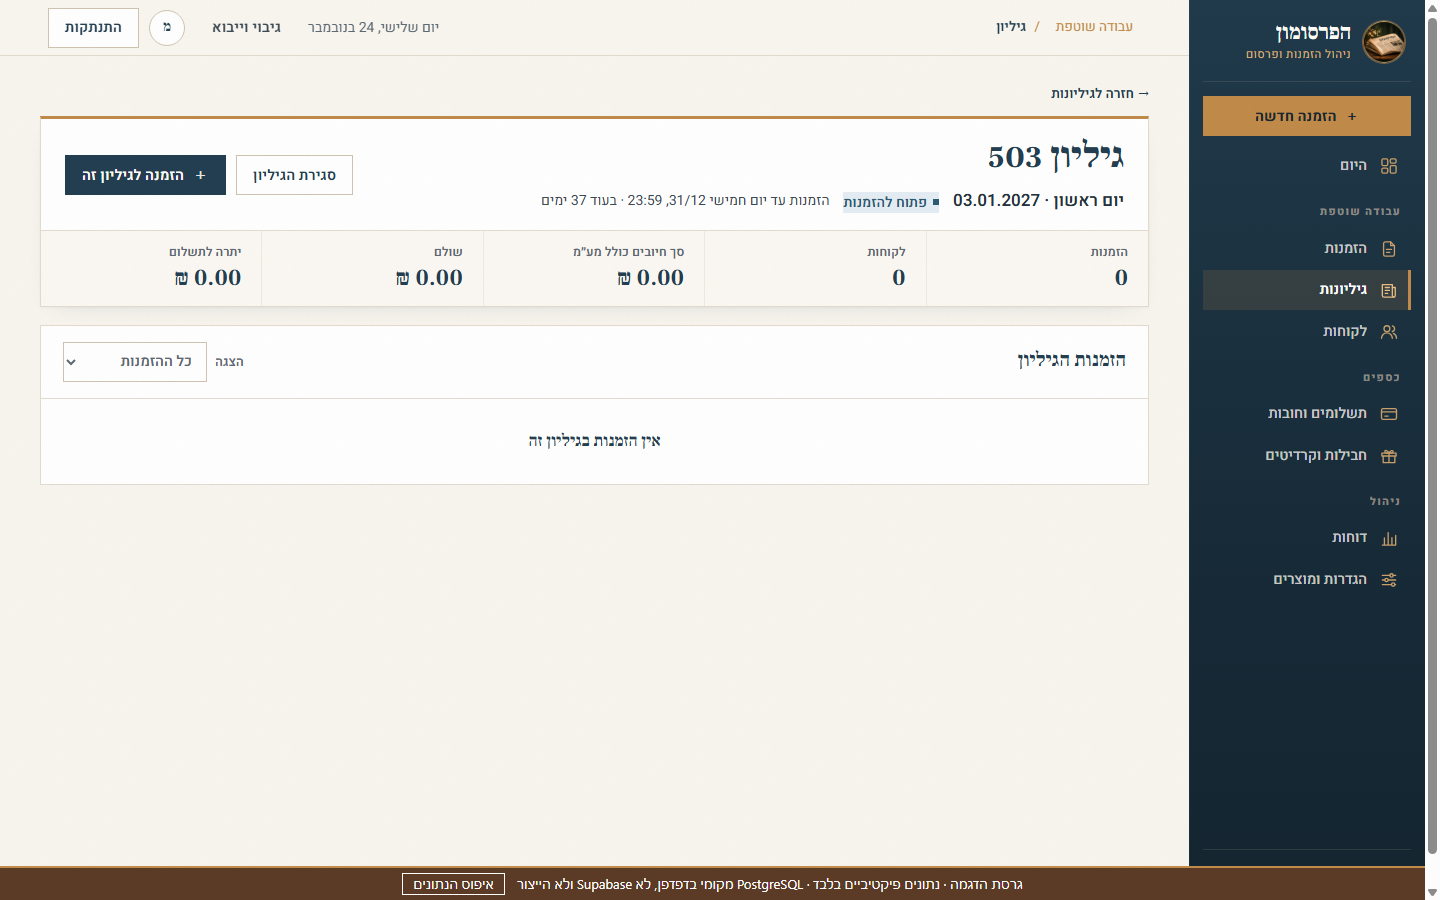 הפרסומון
ניהול הזמנות ופרסום
+ הזמנה חדשה
היום
עבודה שוטפת
הזמנות
גיליונות
לקוחות
כספים
תשלומים וחובות
חבילות וקרדיטים
ניהול
דוחות
הגדרות ומוצרים
עבודה שוטפת / גיליון
יום שלישי, 24 בנובמבר
גיבוי וייבוא
מ
התנתקות
→ חזרה לגיליונות
גיליון 503
יום ראשון · 03.01.2027
פתוח להזמנות
הזמנות עד יום חמישי 31/12, 23:59 · בעוד 37 ימים
סגירת הגיליון
+ הזמנה לגיליון זה
הזמנות
0
לקוחות
0
סך חיובים כולל מע״מ
0.00 ₪
שולם
0.00 ₪
יתרה לתשלום
0.00 ₪
הזמנות הגיליון
הצגה
כל ההזמנות
אין הזמנות בגיליון זה
גרסת הדגמה · נתונים פיקטיביים בלבד · PostgreSQL מקומי בדפדפן, לא Supabase ולא הייצור
איפוס הנתונים